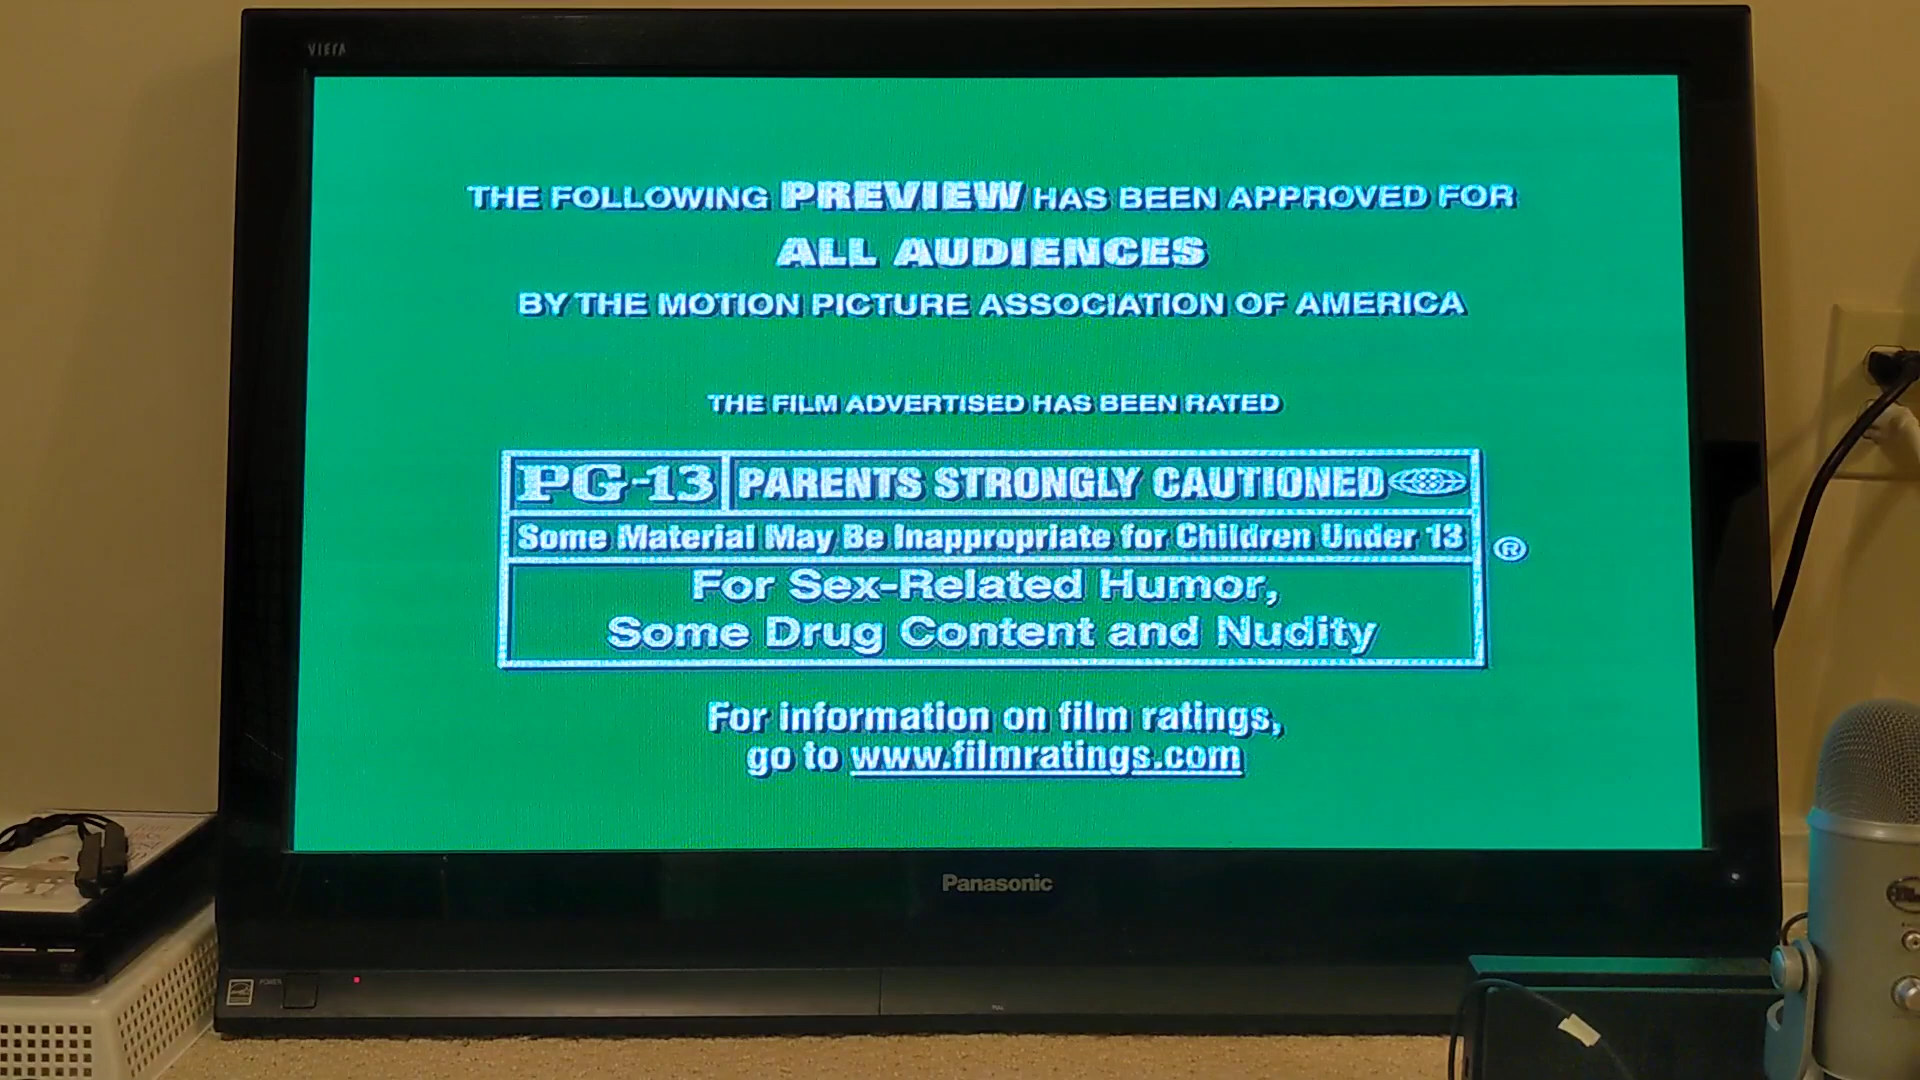 VIERA
THE FOLLOWING PREVIEW HAS BEEN APPROVED FOR
ALL AUDIENCES
BY THE MOTION PICTURE ASSOCIATION OF AMERICA
THE FILM ADVERTISED HAS BEEN RATED
PG-13 PARENTS STRONGLY CAUTIONED
Some Material May Be Inappropriate for Children Under 13
®
For Sex-Related Humor,
Some Drug Content and Nudity
For information on film ratings,
go to www.filmratings.com
Panasonic
POWER